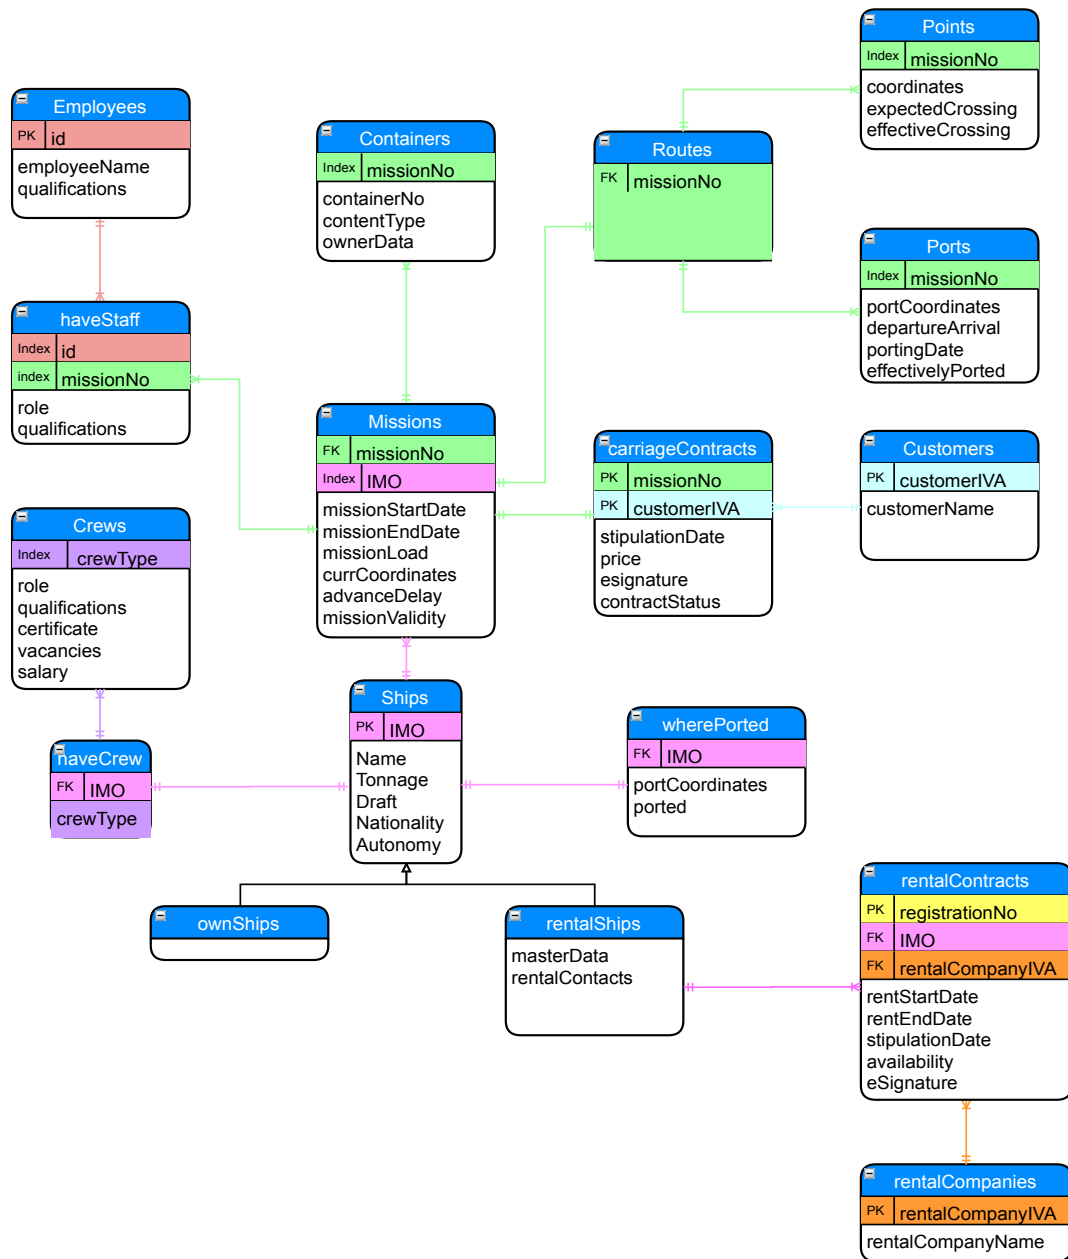 Points
Index missionNo
coordinates
expectedCrossing
effectiveCrossing
Employees
PK id
employeeName
qualifications
Containers
Index missionNo
containerNo
contentType
ownerData
Routes
FK missionNo
Ports
Index missionNo
portCoordinates
departureArrival
portingDate
effectivelyPorted
haveStaff
Index id
index missionNo
role
qualifications
Missions
FK missionNo
Index IMO
missionStartDate
missionEndDate
missionLoad
currCoordinates
advanceDelay
missionValidity
carriageContracts
PK missionNo
PK customerIVA
stipulationDate
price
esignature
contractStatus
Customers
PK customerIVA
customerName
Crews
Index crewType
role
qualifications
certificate
vacancies
salary
Ships
PK IMO
Name
Tonnage
Draft
Nationality
Autonomy
wherePorted
FK IMO
portCoordinates
ported
haveCrew
FK IMO
crewType
ownShips
rentalShips
masterData
rentalContacts
rentalContracts
PK registrationNo
FK IMO
FK rentalCompanyIVA
rentStartDate
rentEndDate
stipulationDate
availability
eSignature
rentalCompanies
PK rentalCompanyIVA
rentalCompanyName